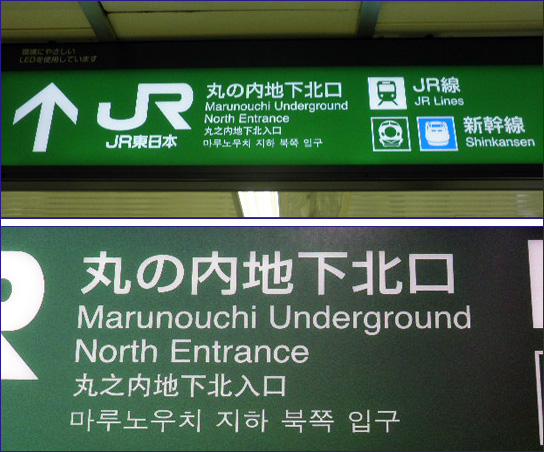 環境にやさしい
LEDを使用しています
JR
JR東日本
丸の内地下北口
Marunouchi Underground
North Entrance
丸之内地下北入口
마루노우치 지하 북쪽 입구
JR線
JR Lines
新幹線
Shinkansen
丸の内地下北口
Marunouchi Underground
North Entrance
丸之内地下北入口
마루노우치 지하 북쪽 입구